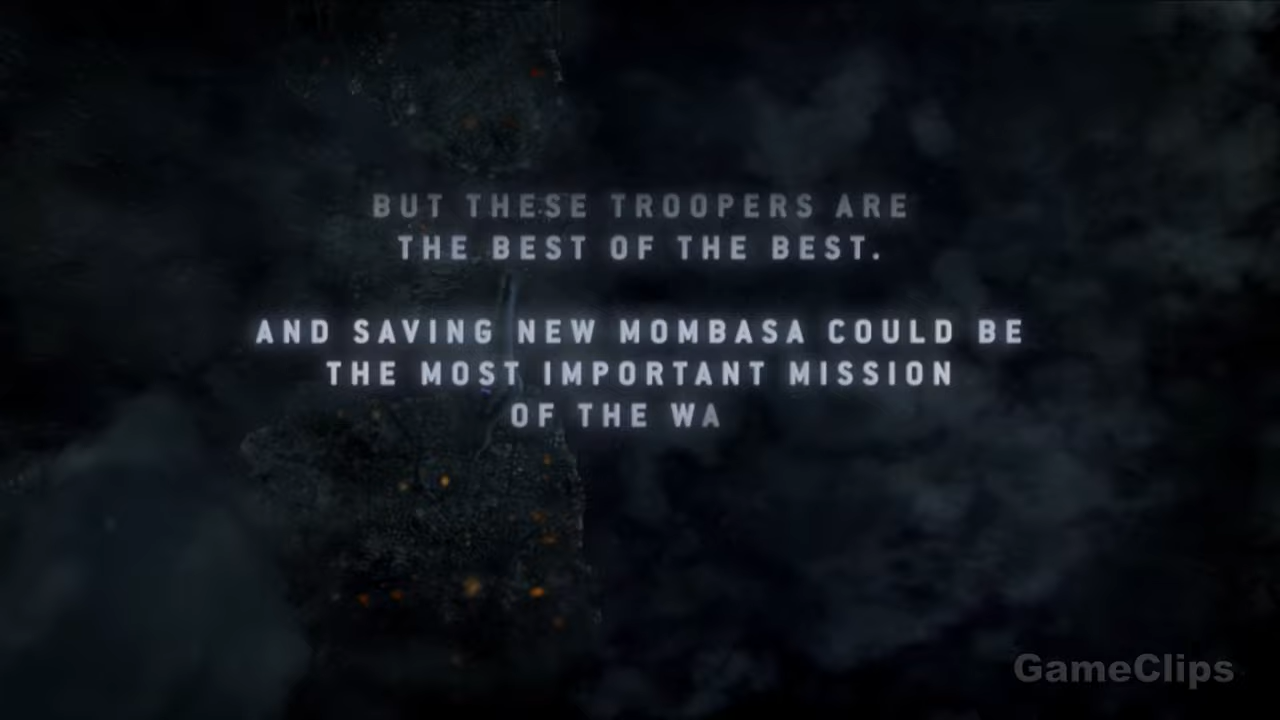 BUT THESE TROOPERS ARE
THE BEST OF THE BEST.
AND SAVING NEW MOMBASA COULD BE
THE MOST IMPORTANT MISSION
OF THE WA
GameClips